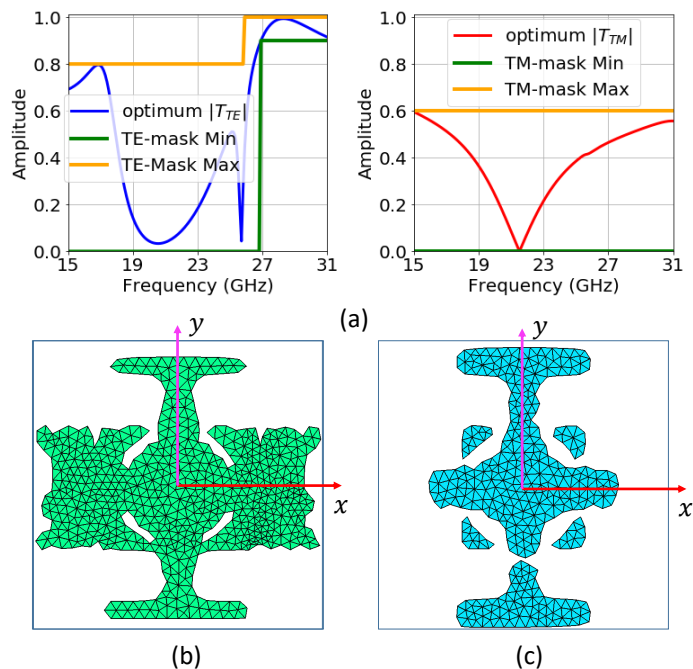 1.0
0.8
0.6
0.4
0.2
0.0
Amplitude
optimum |T_TE|
TE-mask Min
TE-Mask Max
15 19 23 27 31
Frequency (GHz)
1.0
0.8
0.6
0.4
0.2
0.0
Amplitude
optimum |T_TM|
TM-mask Min
TM-mask Max
15 19 23 27 31
Frequency (GHz)
(a)
y
x
y
x
(b)
(c)